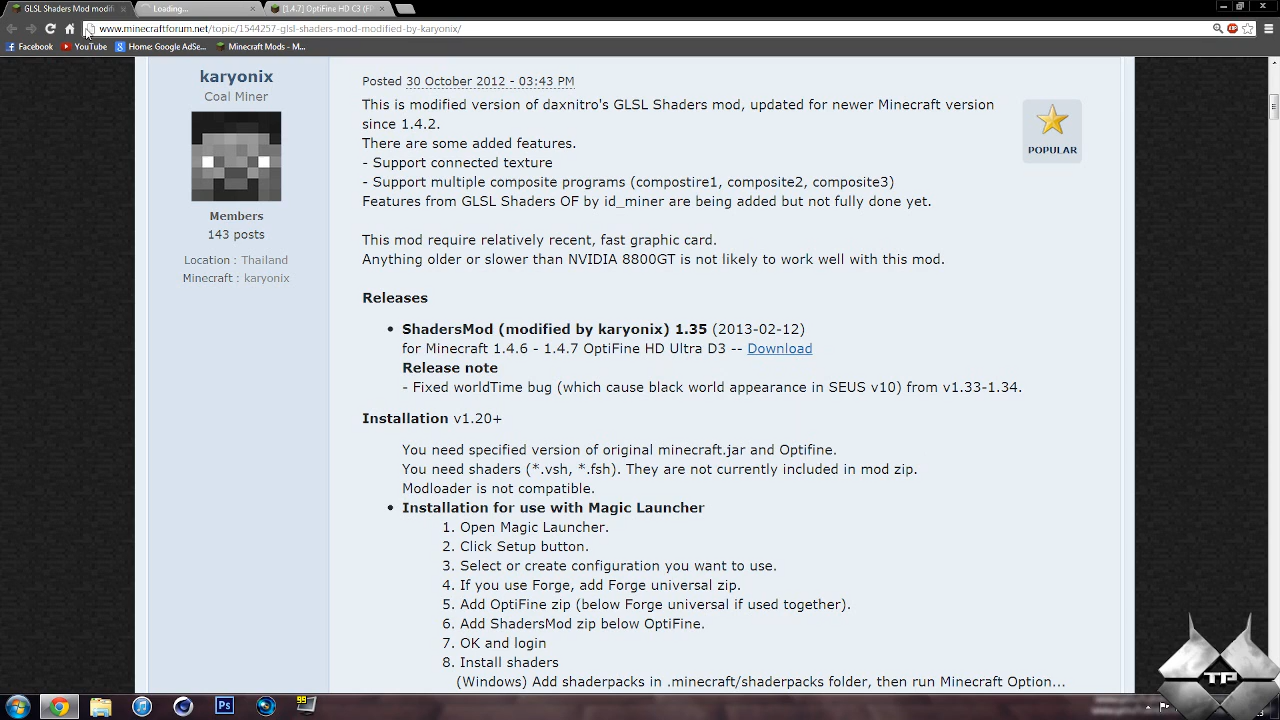 GLSL Shaders Mod modifi
Loading...
[1.4.7] OptiFine HD C3 (FP
www.minecraftforum.net/topic/1544257-glsl-shaders-mod-modified-by-karyonix/
Facebook
YouTube
Home: Google AdSe...
Minecraft Mods - M...
karyonix
Coal Miner
Members
143 posts
Location : Thailand
Minecraft : karyonix
Posted 30 October 2012 - 03:43 PM
This is modified version of daxnitro's GLSL Shaders mod, updated for newer Minecraft version
since 1.4.2.
There are some added features.
- Support connected texture
- Support multiple composite programs (compostire1, composite2, composite3)
Features from GLSL Shaders OF by id_miner are being added but not fully done yet.
POPULAR
This mod require relatively recent, fast graphic card.
Anything older or slower than NVIDIA 8800GT is not likely to work well with this mod.
Releases
ShadersMod (modified by karyonix) 1.35 (2013-02-12)
for Minecraft 1.4.6 - 1.4.7 OptiFine HD Ultra D3 -- Download
Release note
- Fixed worldTime bug (which cause black world appearance in SEUS v10) from v1.33-1.34.
Installation v1.20+
You need specified version of original minecraft.jar and Optifine.
You need shaders (*.vsh, *.fsh). They are not currently included in mod zip.
Modloader is not compatible.
Installation for use with Magic Launcher
1. Open Magic Launcher.
2. Click Setup button.
3. Select or create configuration you want to use.
4. If you use Forge, add Forge universal zip.
5. Add OptiFine zip (below Forge universal if used together).
6. Add ShadersMod zip below OptiFine.
7. OK and login
8. Install shaders
(Windows) Add shaderpacks in .minecraft/shaderpacks folder, then run Minecraft Option...
TP
Ps
99